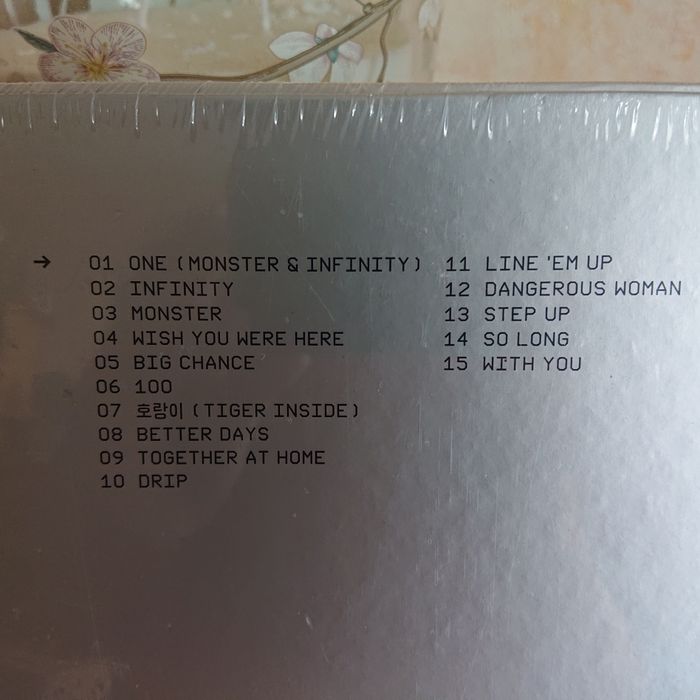 → 01 ONE (MONSTER & INFINITY)
02 INFINITY
03 MONSTER
04 WISH YOU WERE HERE
05 BIG CHANCE
06 100
07 호랑이 (TIGER INSIDE)
08 BETTER DAYS
09 TOGETHER AT HOME
10 DRIP
11 LINE 'EM UP
12 DANGEROUS WOMAN
13 STEP UP
14 SO LONG
15 WITH YOU